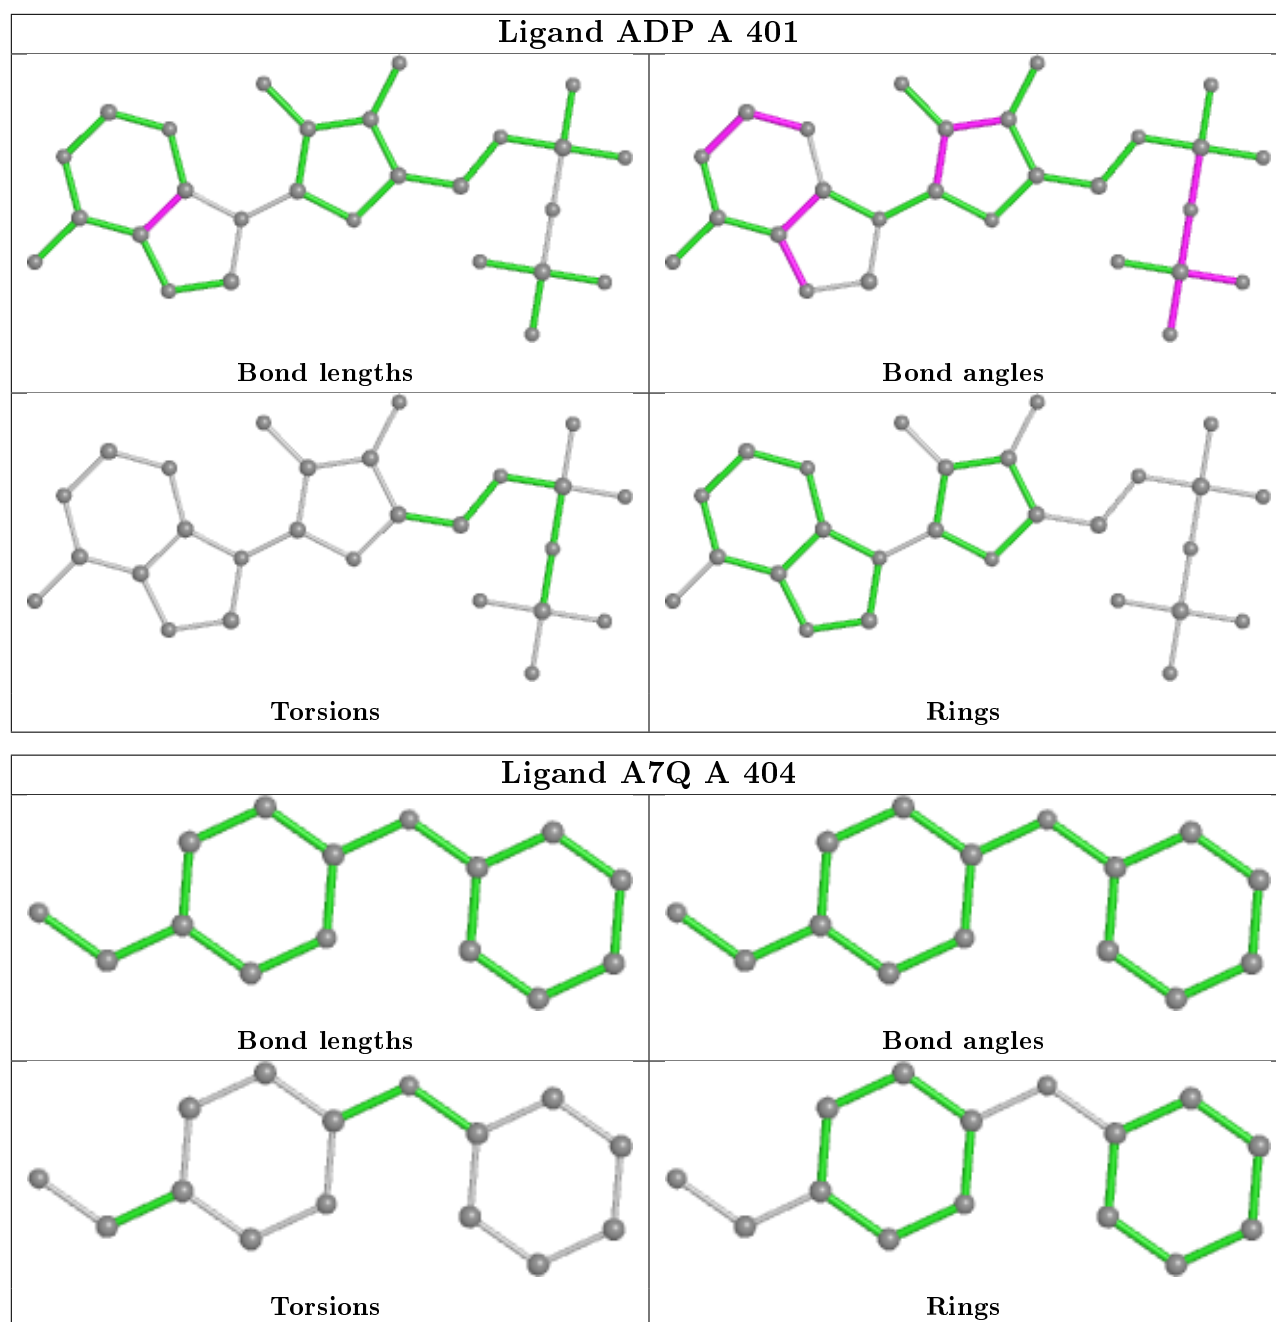 Ligand ADP A 401
Bond lengths
Bond angles
Torsions
Rings
Ligand A7Q A 404
Bond lengths
Bond angles
Torsions
Rings